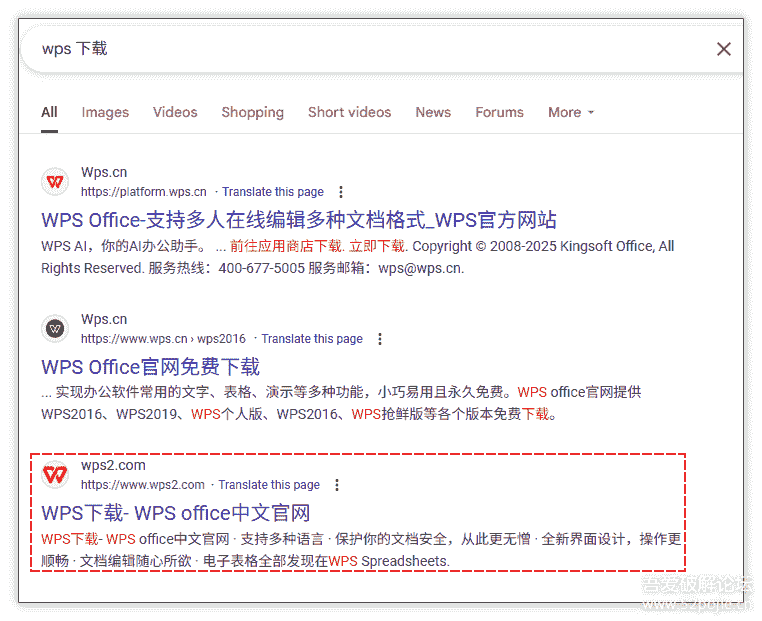 wps 下载
All Images Videos Shopping Short videos News Forums More
Wps.cn
https://platform.wps.cn · Translate this page
WPS Office-支持多人在线编辑多种文档格式_WPS官方网站
WPS AI，你的AI办公助手。 ... 前往应用商店下载. 立即下载. Copyright © 2008-2025 Kingsoft Office, All
Rights Reserved. 服务热线：400-677-5005 服务邮箱：wps@wps.cn.
Wps.cn
https://www.wps.cn › wps2016 · Translate this page
WPS Office官网免费下载
... 实现办公软件常用的文字、表格、演示等多种功能，小巧易用且永久免费。WPS office官网提供
WPS2016、WPS2019、WPS个人版、WPS2016、WPS抢鲜版等各个版本免费下载。
wps2.com
https://www.wps2.com · Translate this page
WPS下载- WPS office中文官网
WPS下载- WPS office中文官网 · 支持多种语言 · 保护你的文档安全，从此更无憎 · 全新界面设计，操作更
顺畅 · 文档编辑随心所欲 · 电子表格全部发现在WPS Spreadsheets.
吾爱破解论坛
www.52pojie.cn